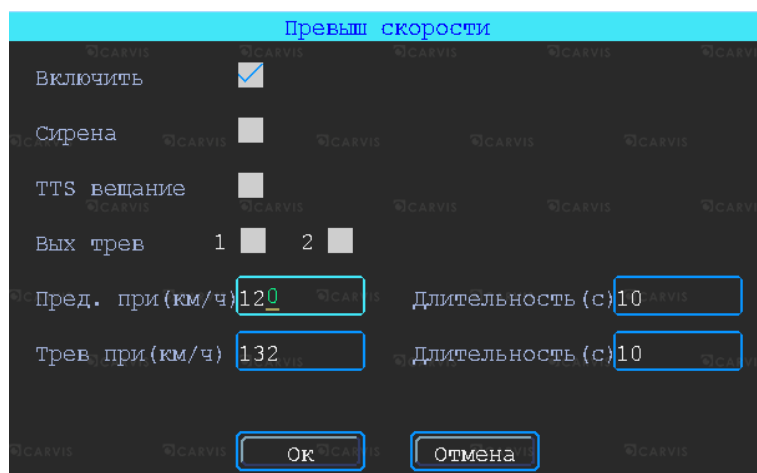 Превыш скорости
Включить
Сирена
TTS вещание
Вых трев 1 2
Пред. при(км/ч) 120 Длительность(с) 10
Трев при(км/ч) 132 Длительность(с) 10
Ок Отмена
CARVIS